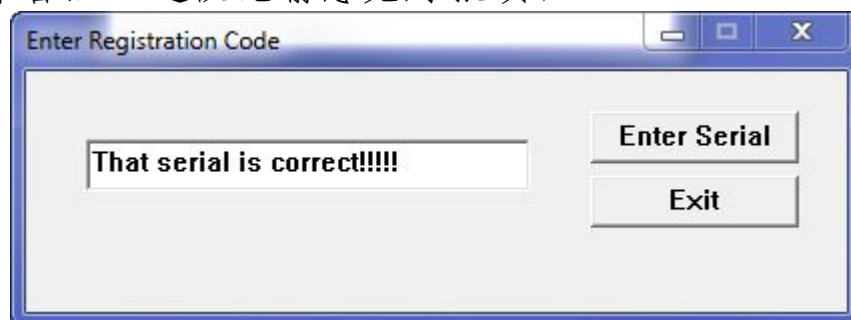 Enter Registration Code
That serial is correct!!!!!
Enter Serial
Exit